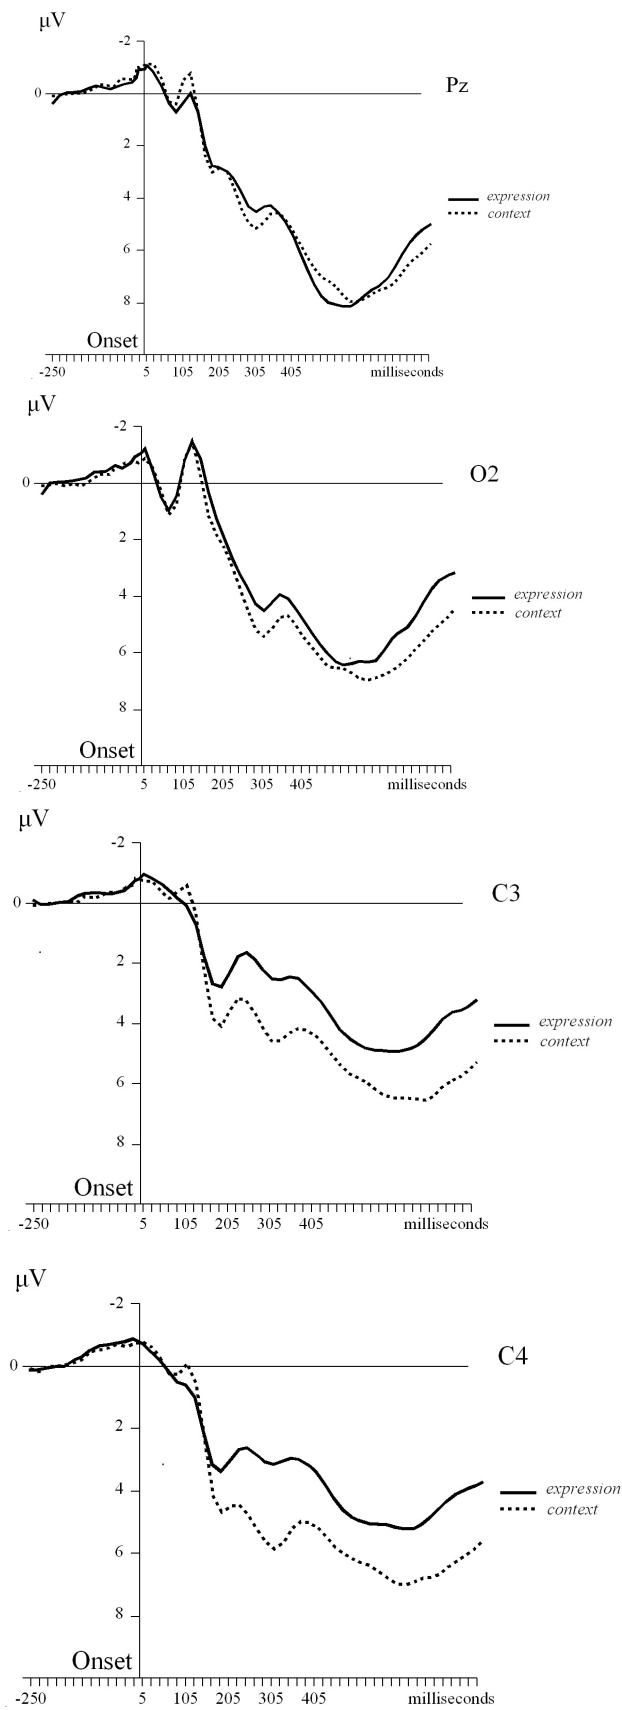 μV
-2
Pz
0
2
4
expression
context
6
8
Onset
-250 5 105 205 305 405 milliseconds
μV
-2
O2
0
2
4
expression
context
6
8
Onset
-250 5 105 205 305 405 milliseconds
μV
-2
C3
0
2
4
expression
context
6
8
Onset
-250 5 105 205 305 405 milliseconds
μV
-2
C4
0
2
4
expression
context
6
8
Onset
-250 5 105 205 305 405 milliseconds